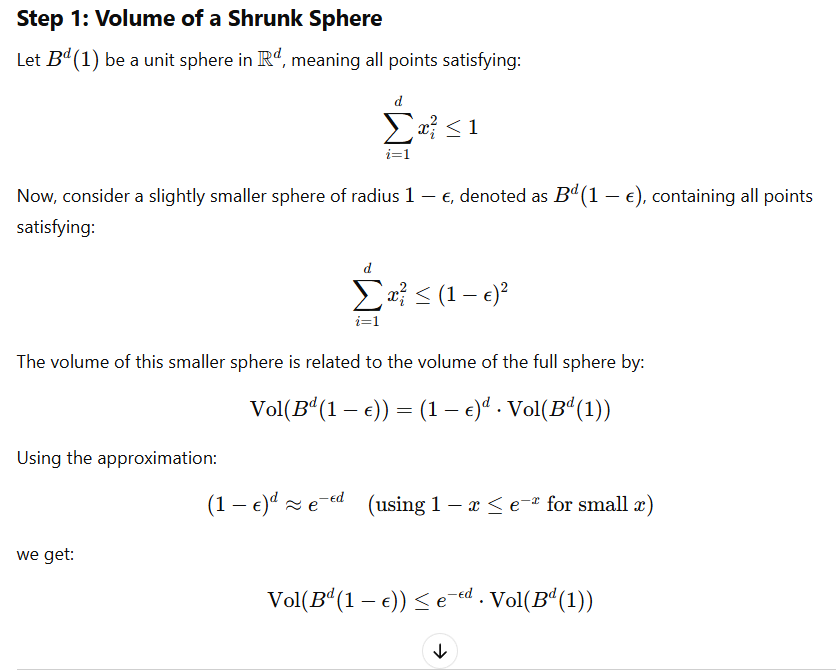 Step 1: Volume of a Shrunk Sphere
Let $B^d(1)$ be a unit sphere in $\mathbb{R}^d$, meaning all points satisfying:
$$\sum_{i=1}^{d} x_i^2 \leq 1$$
Now, consider a slightly smaller sphere of radius $1 - \epsilon$, denoted as $B^d(1 - \epsilon)$, containing all points
satisfying:
$$\sum_{i=1}^{d} x_i^2 \leq (1 - \epsilon)^2$$
The volume of this smaller sphere is related to the volume of the full sphere by:
$$\text{Vol}(B^d(1 - \epsilon)) = (1 - \epsilon)^d \cdot \text{Vol}(B^d(1))$$
Using the approximation:
$$(1 - \epsilon)^d \approx e^{-\epsilon d} \quad (\text{using } 1 - x \leq e^{-x} \text{ for small } x)$$
we get:
$$\text{Vol}(B^d(1 - \epsilon)) \leq e^{-\epsilon d} \cdot \text{Vol}(B^d(1))$$